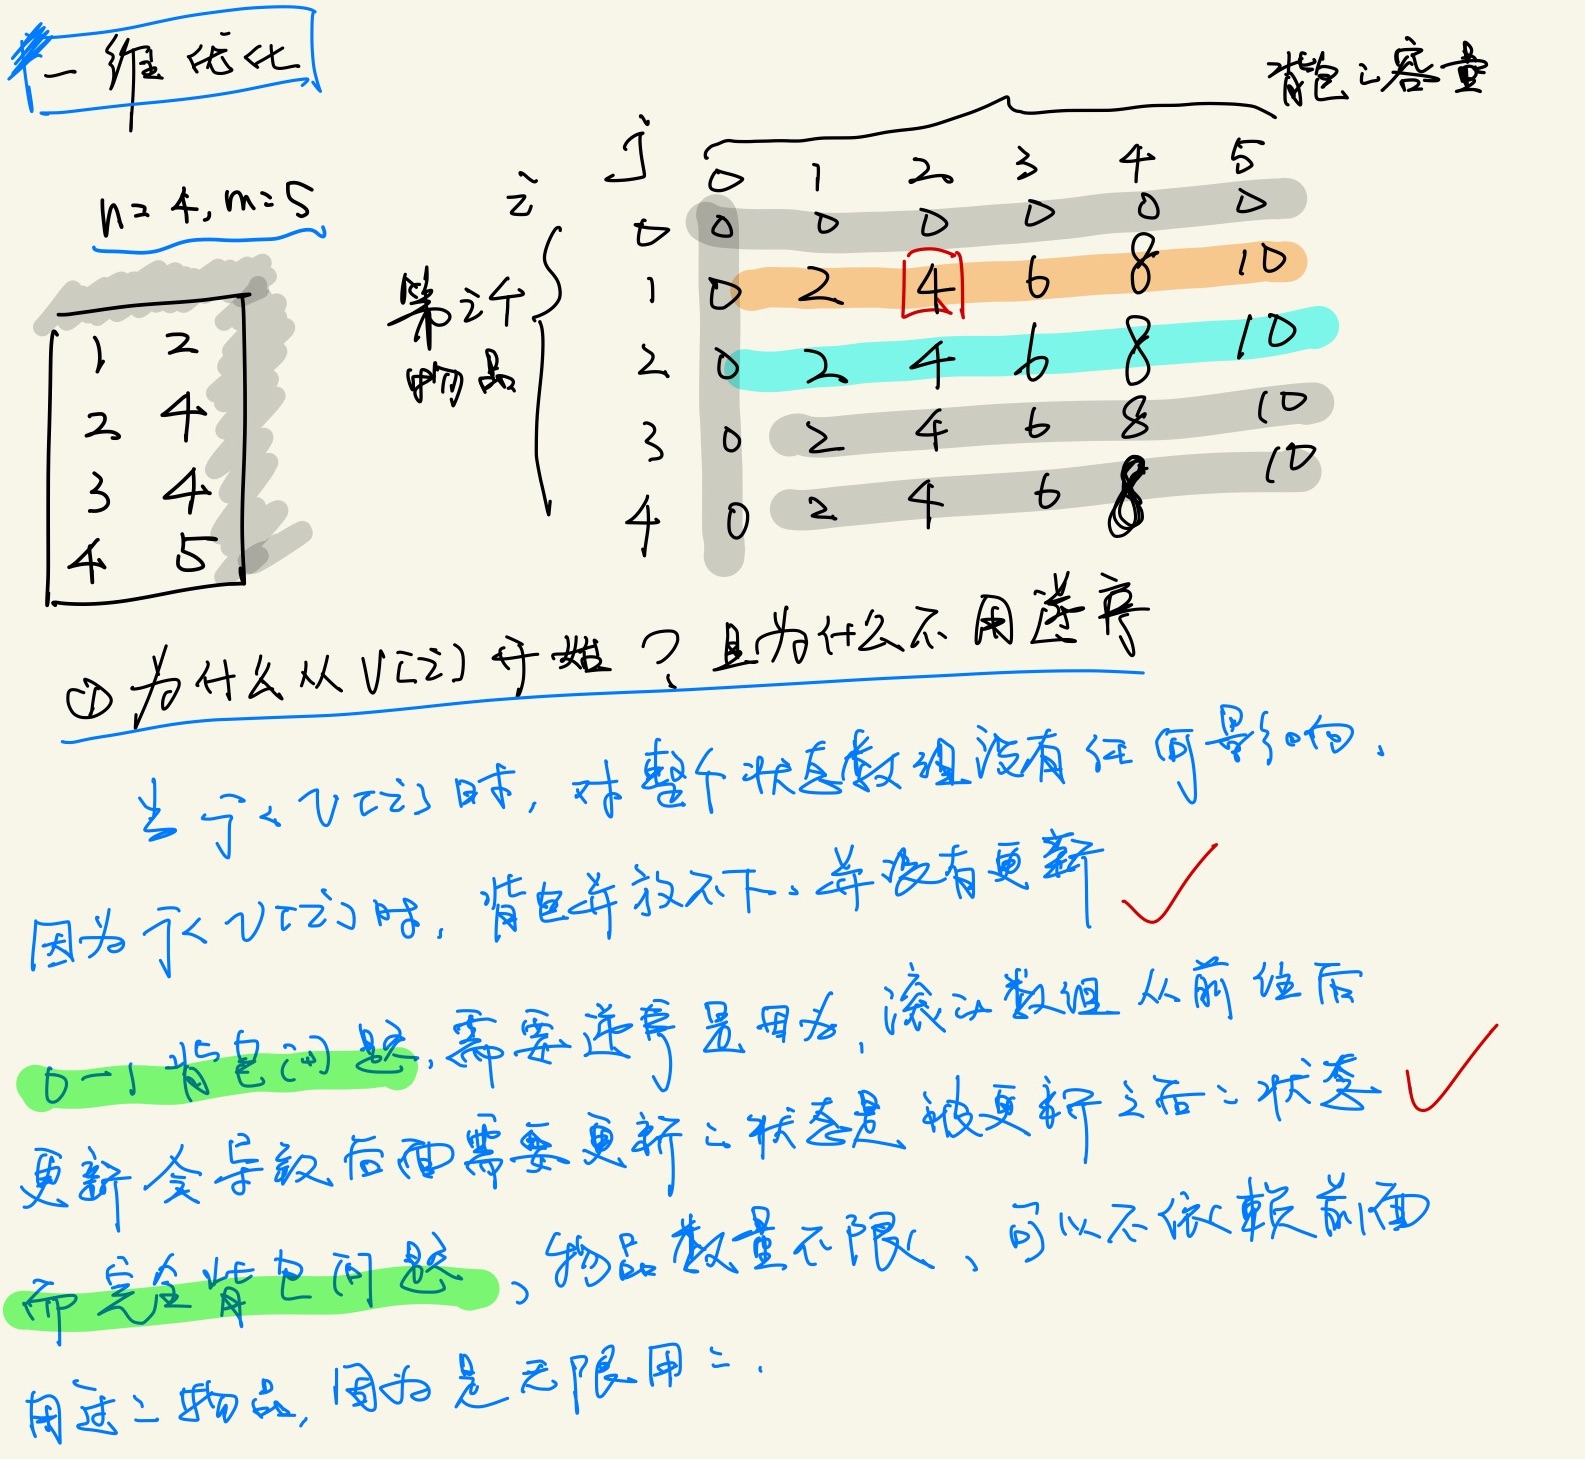 一维优化
背包的容量
n=4, m=5
j
0 1 2 3 4 5
i
0 0 0 0 0 0 0
1 0 2 4 6 8 10
2 0 2 4 6 8 10
3 0 2 4 6 8 10
4 0 2 4 6 8 10
第i个
物品
1 2
2 4
3 4
4 5
① 为什么从V[i]开始？且为什么不用逆序
当j<V[i]时, 对整个状态数组没有任何影响.
因为j<V[i]时, 背包并放不下、并没有更新
0-1背包问题, 需要逆序是因为, 滚动数组从前往后
更新会导致后面需要更新的状态是被更新之后的状态
而完全背包问题、物品数量不限、可以不依赖前面
用过的物品, 因为是无限用的.